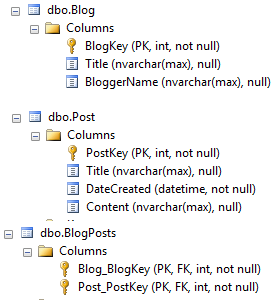 dbo.Blog
Columns
BlogKey (PK, int, not null)
Title (nvarchar(max), null)
BloggerName (nvarchar(max), null)
dbo.Post
Columns
PostKey (PK, int, not null)
Title (nvarchar(max), null)
DateCreated (datetime, not null)
Content (nvarchar(max), null)
dbo.BlogPosts
Columns
Blog_BlogKey (PK, FK, int, not null)
Post_PostKey (PK, FK, int, not null)